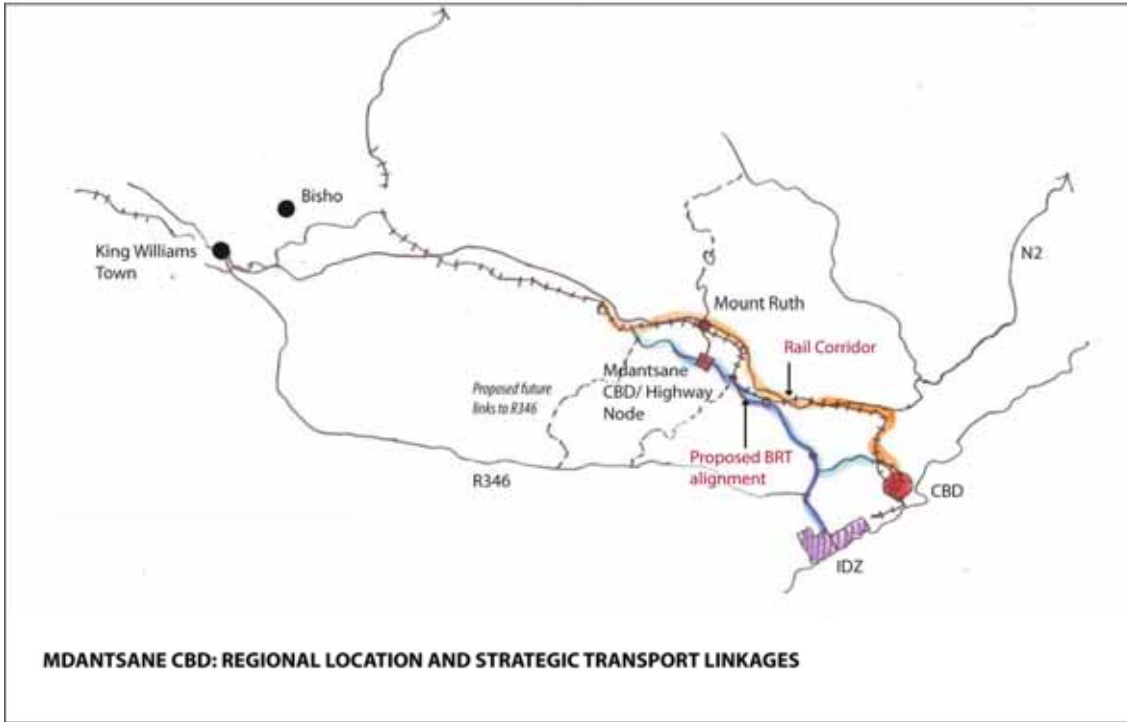 Bisho
King Williams
Town
N2
Mount Ruth
Rail Corridor
Mdantsane
CBD/ Highway
Node
Proposed future
links to R346
Proposed BRT
alignment
R346
CBD
IDZ
MDANTSANE CBD: REGIONAL LOCATION AND STRATEGIC TRANSPORT LINKAGES